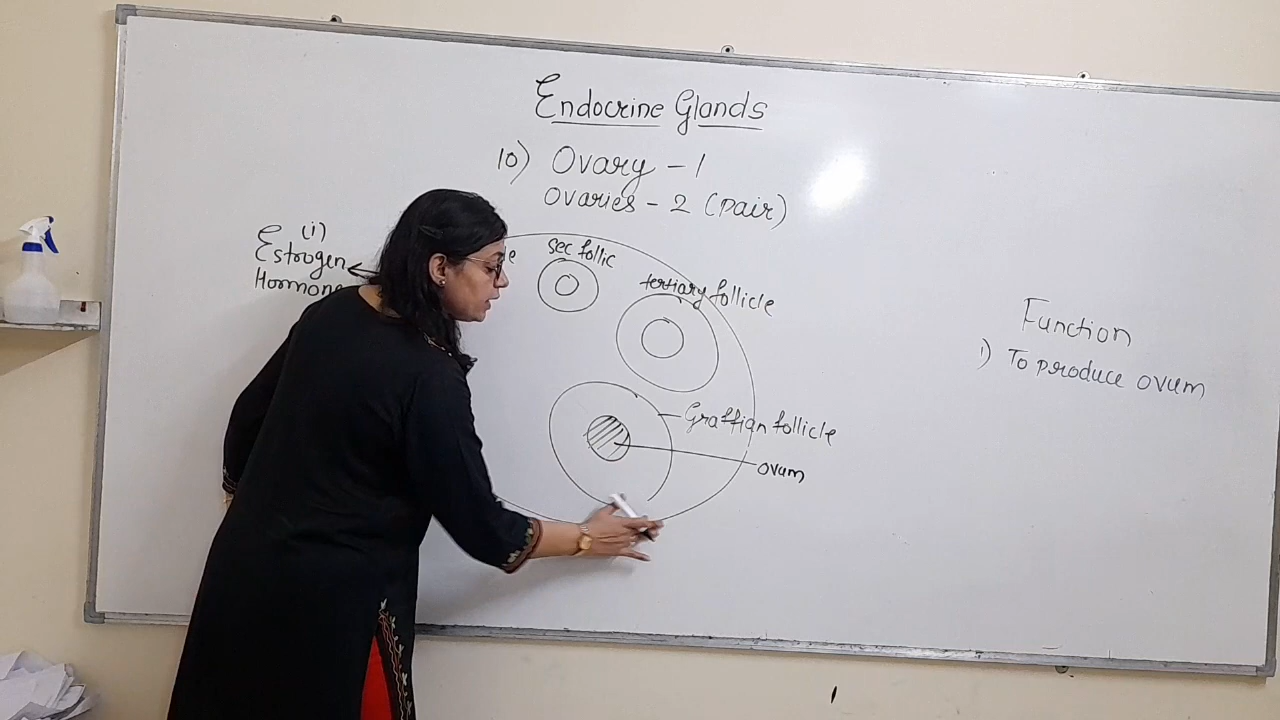 Endocrine Glands
10) Ovary - 1
Ovaries - 2 (pair)
(i)
Estrogen
Hormone
sec follic
tertiary follicle
Graffian follicle
ovum
Function
i) To produce ovum